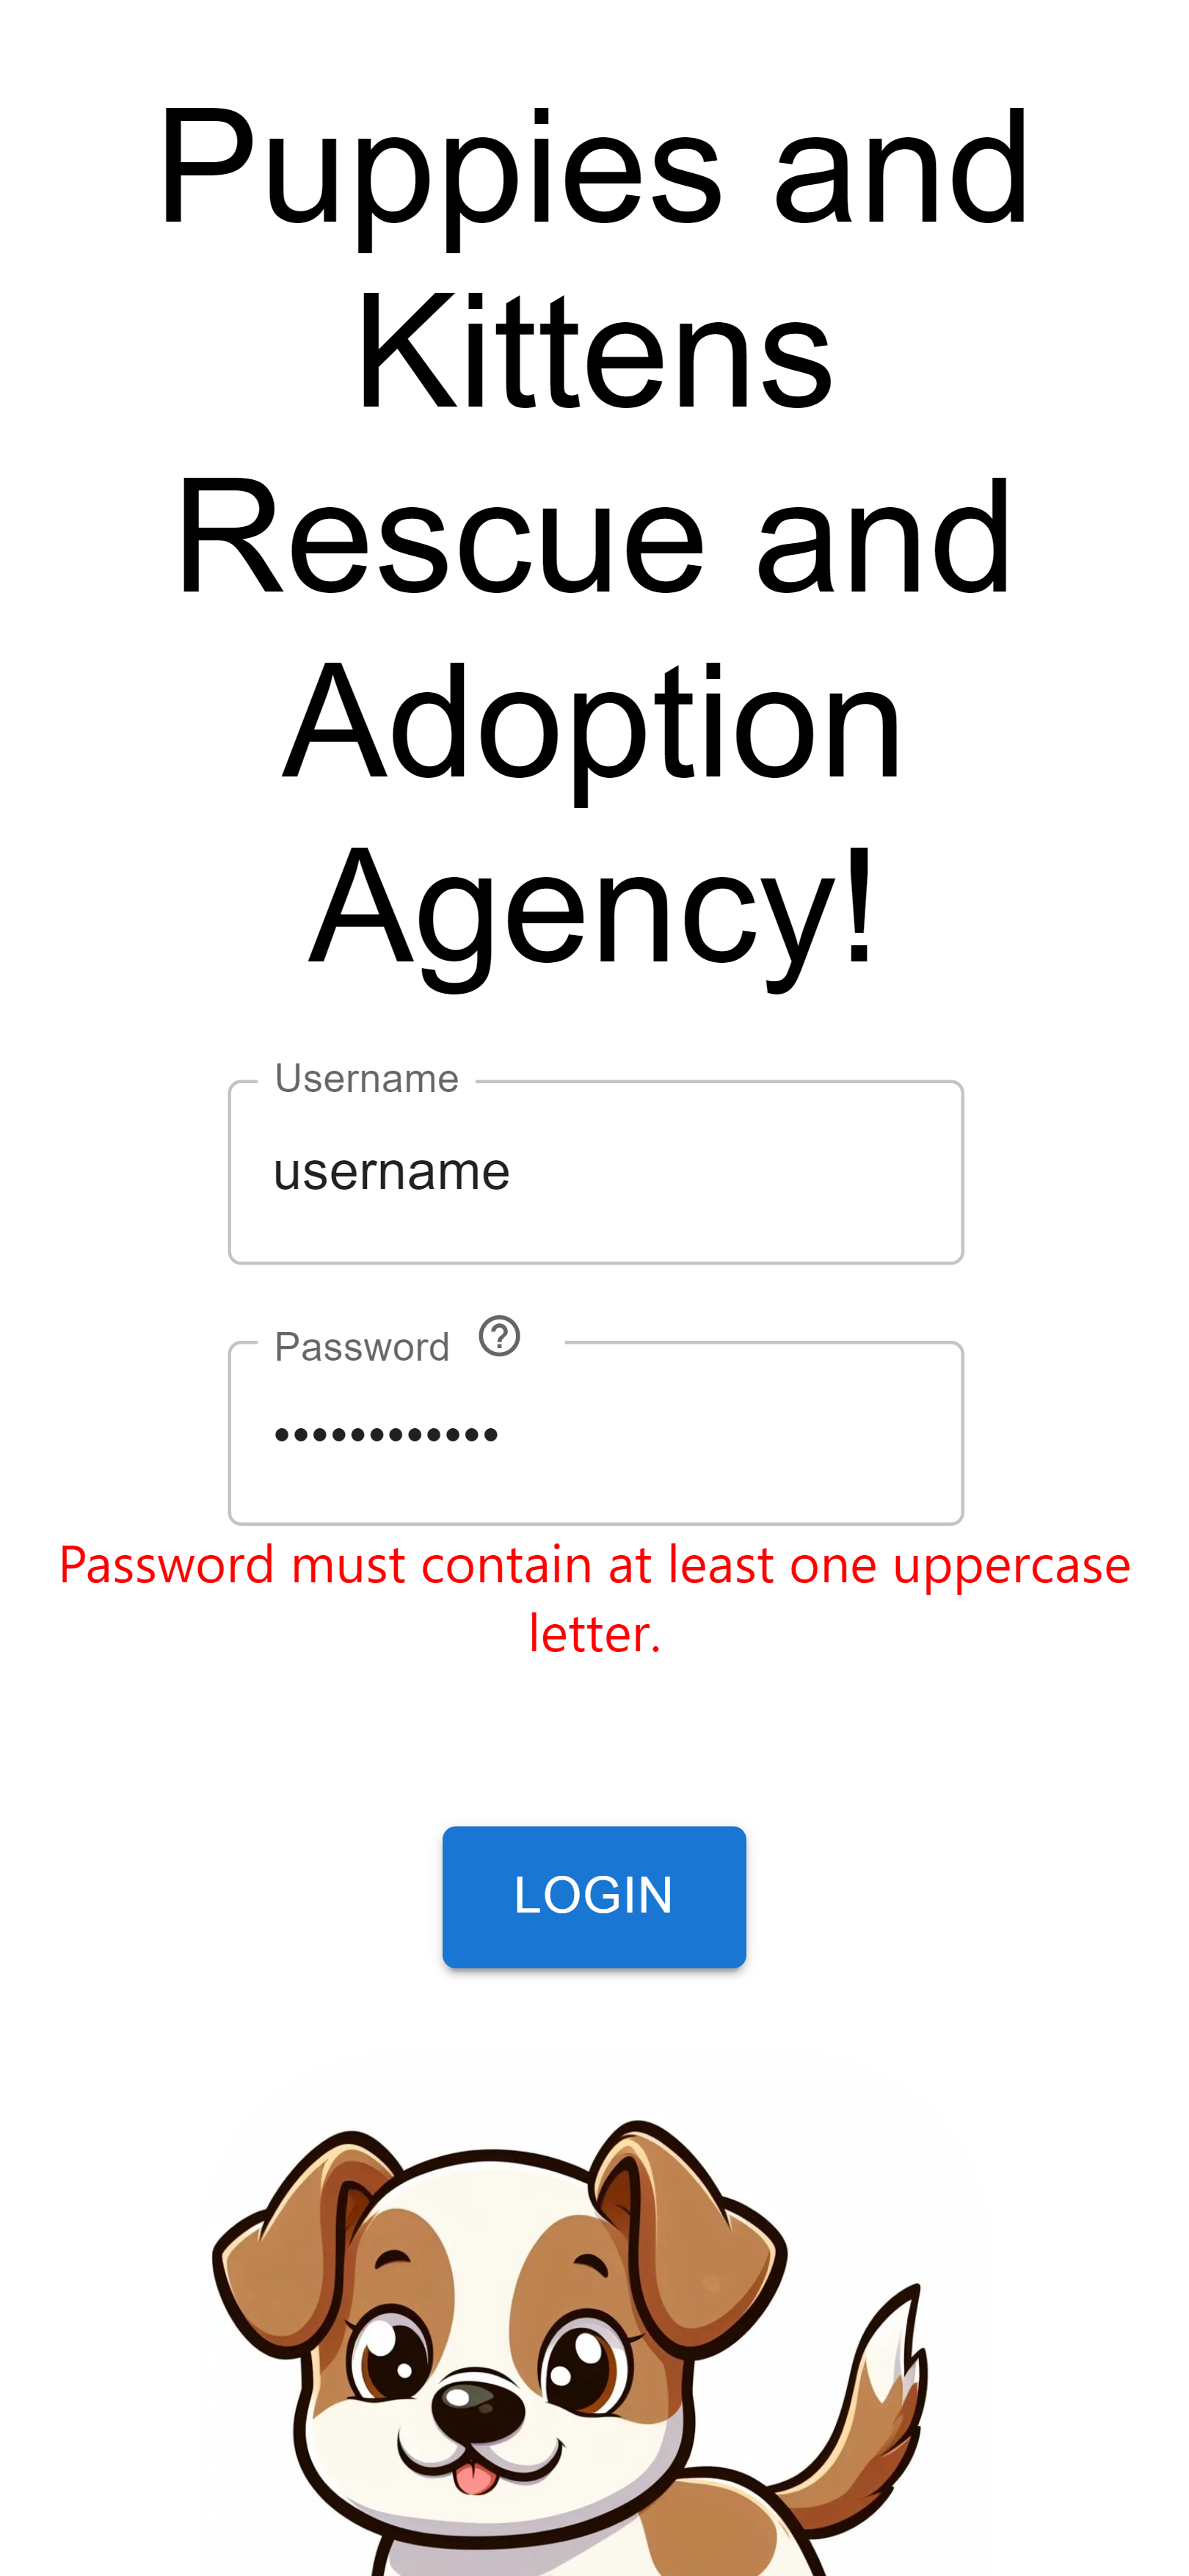 Puppies and
Kittens
Rescue and
Adoption
Agency!
Username
username
Password
••••••••••••
Password must contain at least one uppercase
letter.
LOGIN